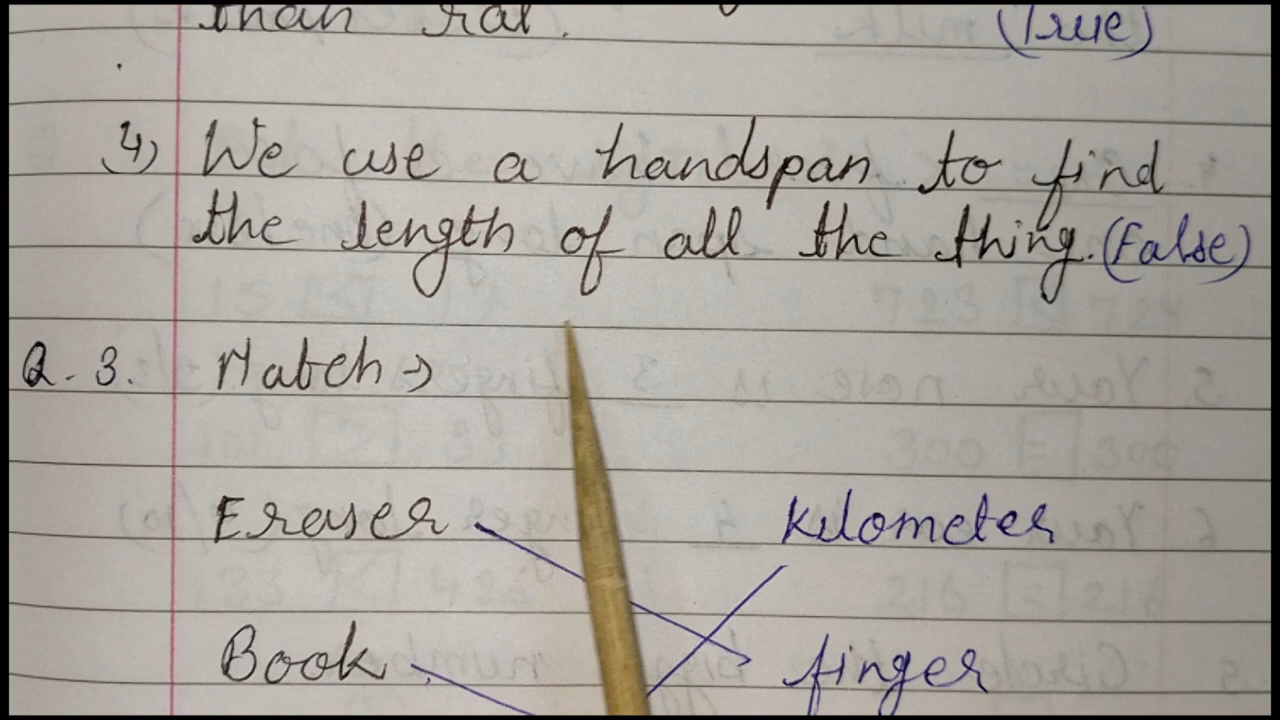 than rat. (True)
4) We use a handspan to find
the length of all the thing. (False)
Q. 3. Match →
Eraser kilometer
Book finger